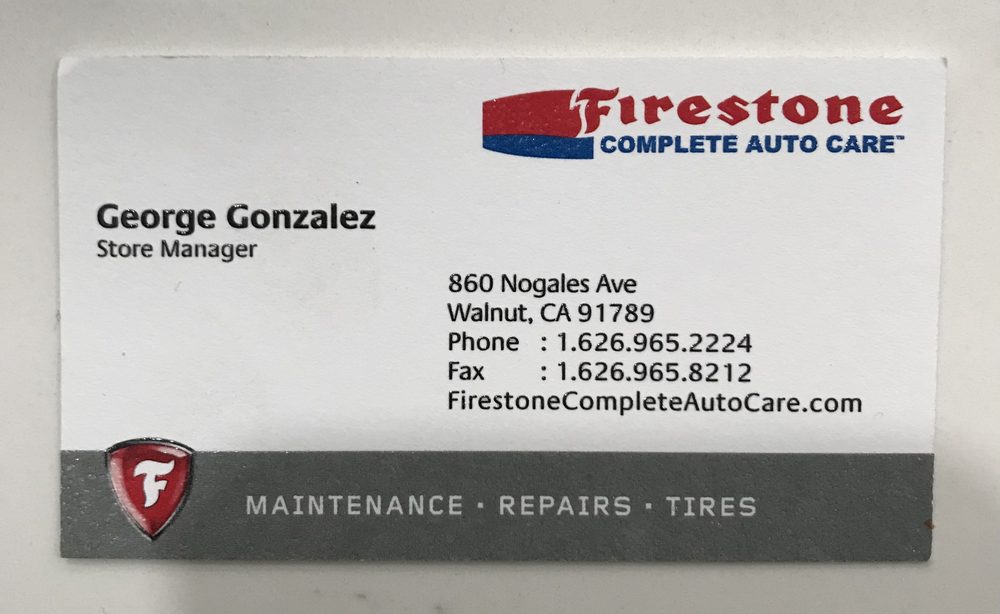 Firestone
COMPLETE AUTO CARE™
George Gonzalez
Store Manager
860 Nogales Ave
Walnut, CA 91789
Phone : 1.626.965.2224
Fax : 1.626.965.8212
FirestoneCompleteAutoCare.com
F
MAINTENANCE · REPAIRS · TIRES